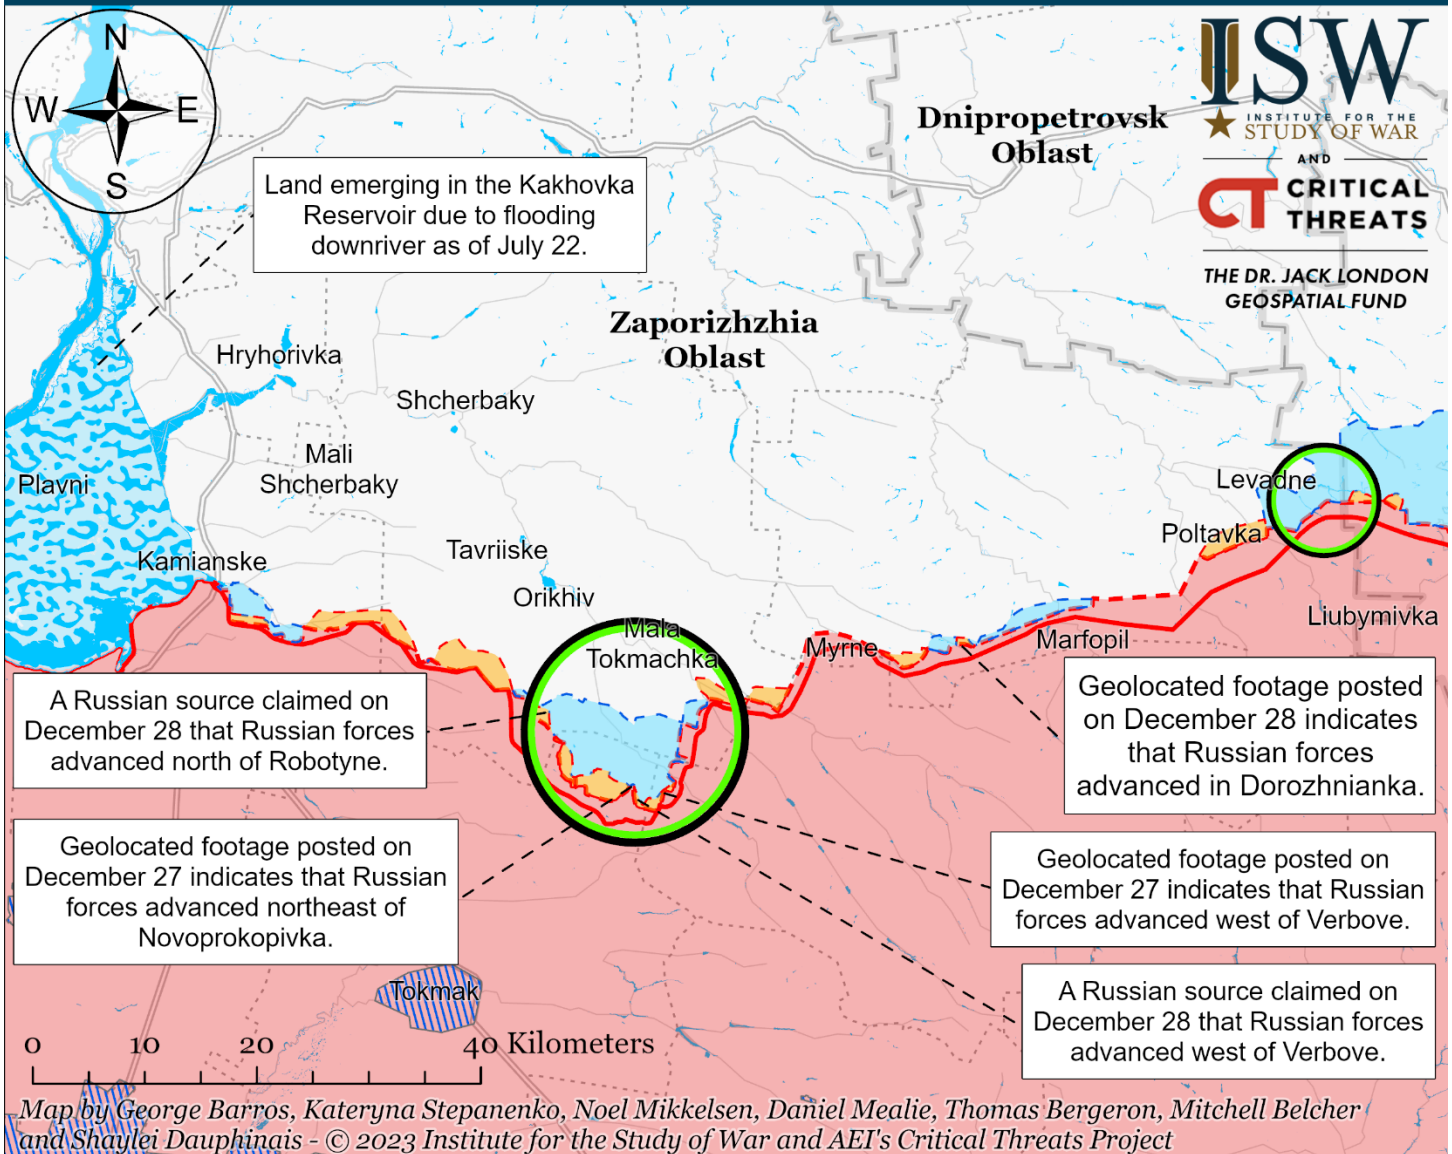 N
W
E
S
ISW
INSTITUTE FOR THE
STUDY OF WAR
AND
CT CRITICAL
THREATS
THE DR. JACK LONDON
GEOSPATIAL FUND
Dnipropetrovsk
Oblast
Land emerging in the Kakhovka
Reservoir due to flooding
downriver as of July 22.
Zaporizhzhia
Oblast
Hryhorivka
Shcherbaky
Mali
Shcherbaky
Plavni
Levadne
Poltavka
Kamianske
Tavriiske
Orikhiv
Mala
Tokmachka
Myrne
Marfopil
Liubymivka
A Russian source claimed on
December 28 that Russian forces
advanced north of Robotyne.
Geolocated footage posted
on December 28 indicates
that Russian forces
advanced in Dorozhnianka.
Geolocated footage posted on
December 27 indicates that Russian
forces advanced northeast of
Novoprokopivka.
Geolocated footage posted on
December 27 indicates that Russian
forces advanced west of Verbove.
A Russian source claimed on
December 28 that Russian forces
advanced west of Verbove.
Tokmak
0 10 20 40 Kilometers
Map by George Barros, Kateryna Stepanenko, Noel Mikkelsen, Daniel Mealie, Thomas Bergeron, Mitchell Belcher
and Shaylei Dauphinais - © 2023 Institute for the Study of War and AEI's Critical Threats Project